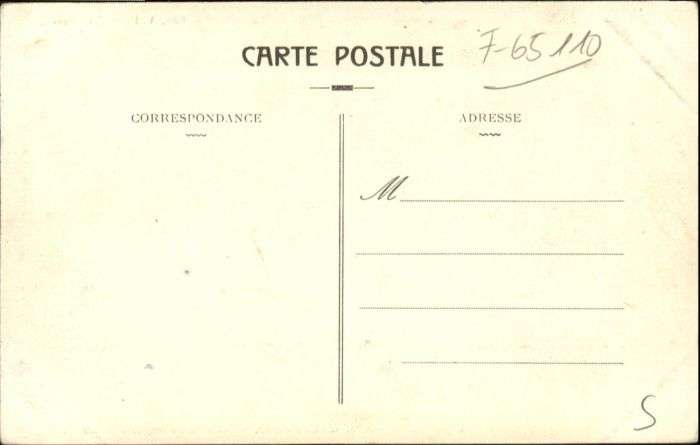 CARTE POSTALE F-65110
CORRESPONDANCE
ADRESSE
M
S